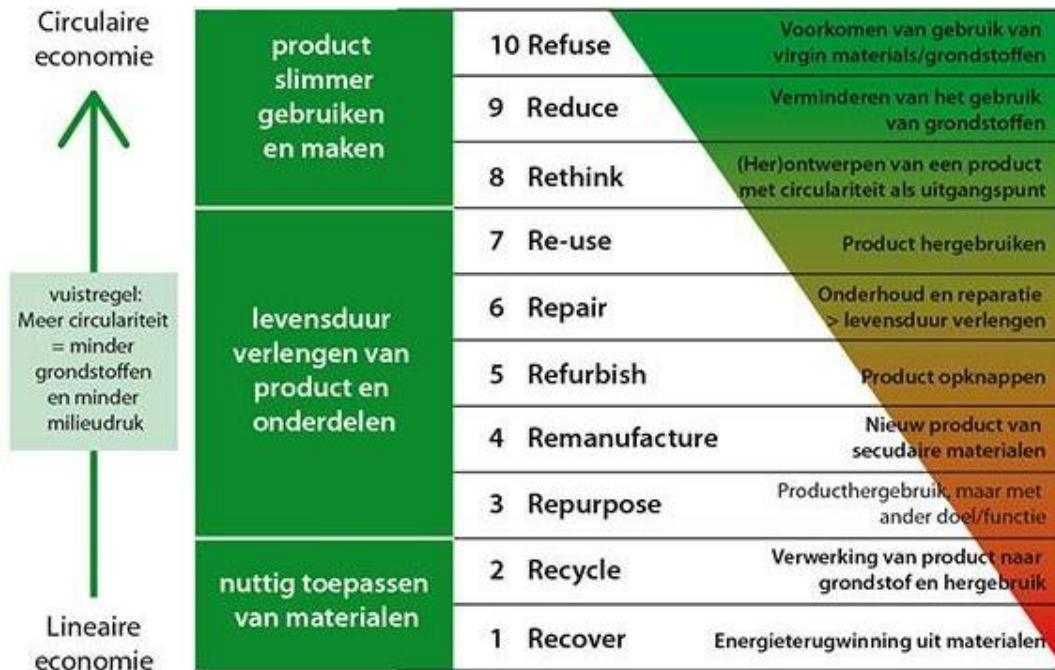 Circulaire
economie
vuistregel:
Meer circulariteit
= minder
grondstoffen
en minder
milieudruk
Lineaire
economie
product
slimmer
gebruiken
en maken
levensduur
verlengen van
product en
onderdelen
nuttig toepassen
van materialen
10 Refuse
Voorkomen van gebruik van
virgin materials/grondstoffen
9 Reduce
Verminderen van het gebruik
van grondstoffen
8 Rethink
(Her)ontwerpen van een product
met circulariteit als uitgangspunt
7 Re-use
Product hergebruiken
6 Repair
Onderhoud en reparatie
> levensduur verlengen
5 Refurbish
Product opknappen
4 Remanufacture
Nieuw product van
secudaire materialen
3 Repurpose
Producthergebruik, maar met
ander doel/functie
2 Recycle
Verwerking van product naar
grondstof en hergebruik
1 Recover
Energieterugwinning uit materialen